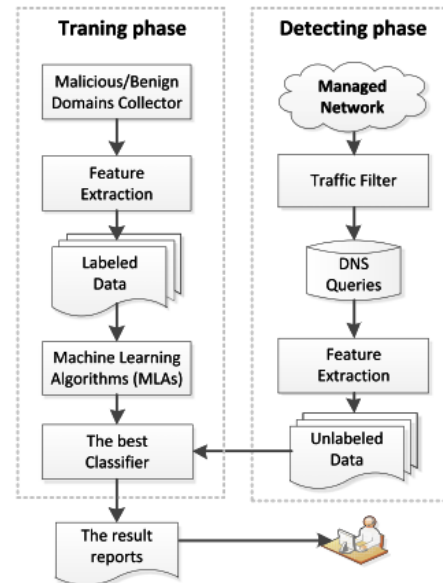 Traning phase
Malicious/Benign
Domains Collector
Feature
Extraction
Labeled
Data
Machine Learning
Algorithms (MLAs)
The best
Classifier
The result
reports
Detecting phase
Managed
Network
Traffic Filter
DNS
Queries
Feature
Extraction
Unlabeled
Data